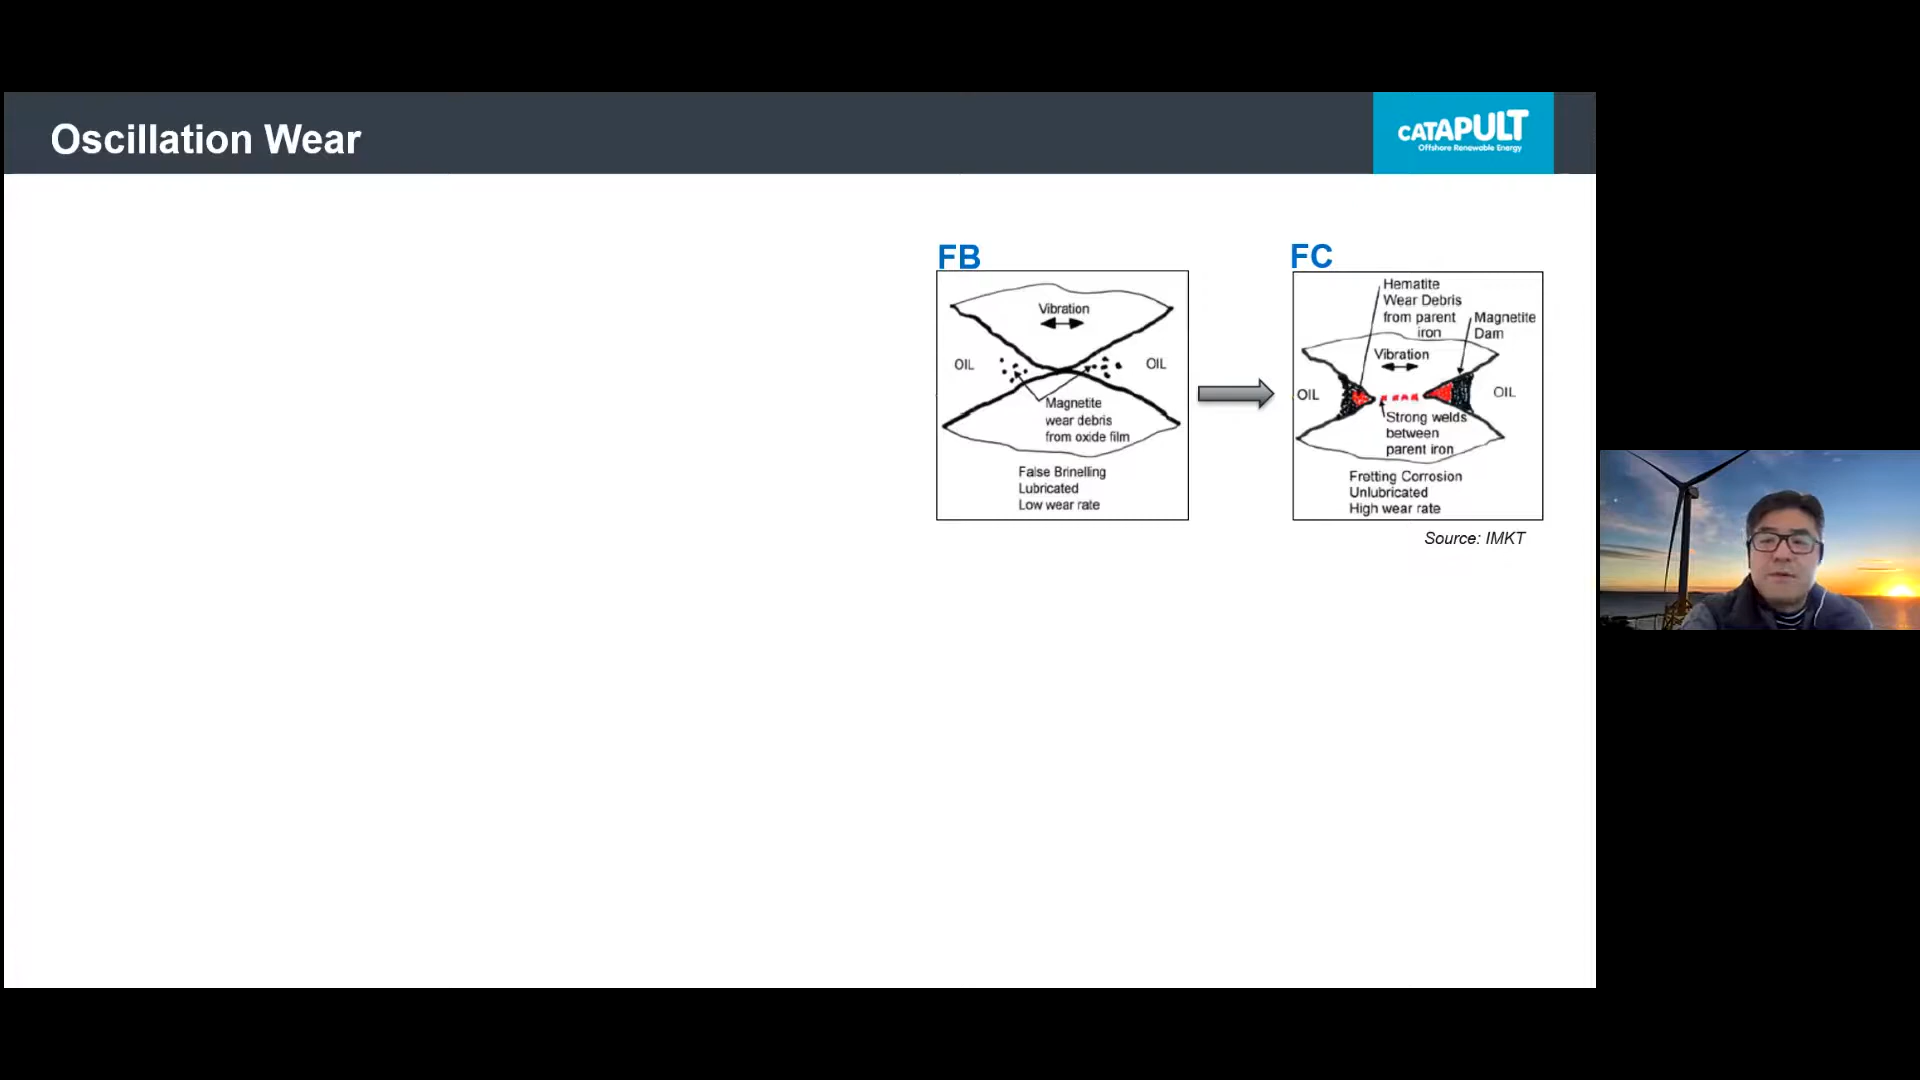 Oscillation Wear
CATAPULT
Offshore Renewable Energy
FB
Vibration
OIL
OIL
Magnetite
wear debris
from oxide film
False Brinelling
Lubricated
Low wear rate
FC
Hematite
Wear Debris
from parent
iron
Magnetite
Dam
Vibration
OIL
OIL
Strong welds
between
parent iron
Fretting Corrosion
Unlubricated
High wear rate
Source: IMKT